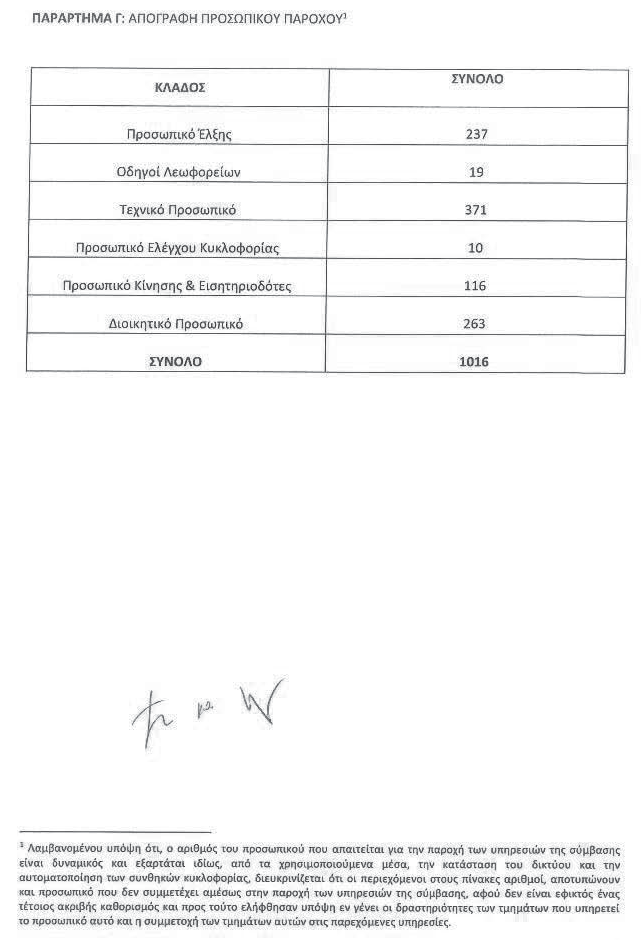 ΠΑΡΑΡΤΗΜΑ Γ: ΑΠΟΓΡΑΦΗ ΠΡΟΣΩΠΙΚΟΥ ΠΑΡΟΧΟΥ¹
ΚΛΑΔΟΣ ΣΥΝΟΛΟ
Προσωπικό Έλξης 237
Οδηγοί Λεωφορείων 19
Τεχνικό Προσωπικό 371
Προσωπικό Ελέγχου Κυκλοφορίας 10
Προσωπικό Κίνησης & Εισητηριοδότες 116
Διοικητικό Προσωπικό 263
ΣΥΝΟΛΟ 1016
¹ Λαμβανομένου υπόψη ότι, ο αριθμός του προσωπικού που απαιτείται για την παροχή των υπηρεσιών της σύμβασης
είναι δυναμικός και εξαρτάται ιδίως, από τα χρησιμοποιούμενα μέσα, την κατάσταση του δικτύου και την
αυτοματοποίηση των συνθηκών κυκλοφορίας, διευκρινίζεται ότι οι περιεχόμενοι στους πίνακες αριθμοί, αποτυπώνουν
και προσωπικό που δεν συμμετέχει αμέσως στην παροχή των υπηρεσιών της σύμβασης, αφού δεν είναι εφικτός ένας
τέτοιος ακριβής καθορισμός και προς τούτο ελήφθησαν υπόψη εν γένει οι δραστηριότητες των τμημάτων που υπηρετεί
το προσωπικό αυτό και η συμμετοχή των τμημάτων αυτών στις παρεχόμενες υπηρεσίες.